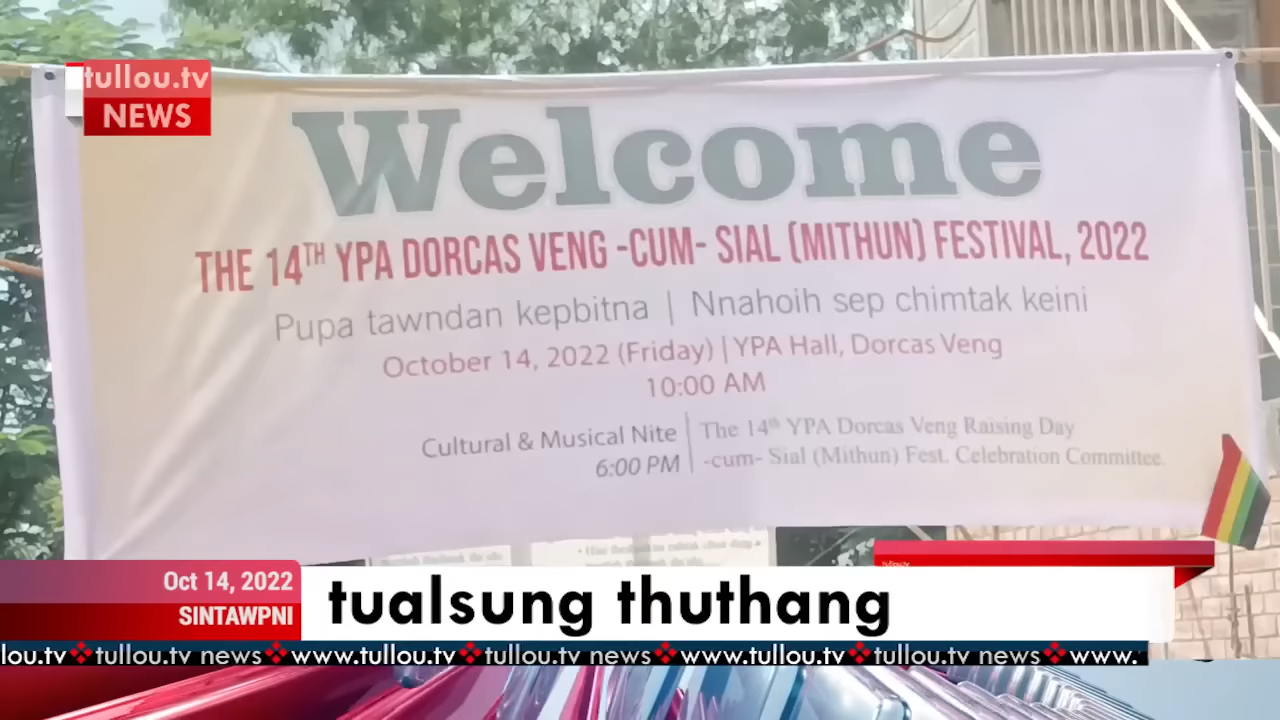 tullou.tv
NEWS
Welcome
THE 14TH YPA DORCAS VENG -CUM- SIAL (MITHUN) FESTIVAL, 2022
Pupa tawndan kepbitna | Nnahoih sep chimtak keini
October 14, 2022 (Friday) | YPA Hall, Dorcas Veng
10:00 AM
Cultural & Musical Nite
6:00 PM
The 14th YPA Dorcas Veng Raising Day
-cum- Sial (Mithun) Fest. Celebration Committee.
tullou.tv
Oct 14, 2022
SINTAWPNI
tualsung thuthang
lou.tv ❖ tullou.tv news ❖ www.tullou.tv ❖ tullou.tv news ❖ www.tullou.tv ❖ tullou.tv news ❖ www.